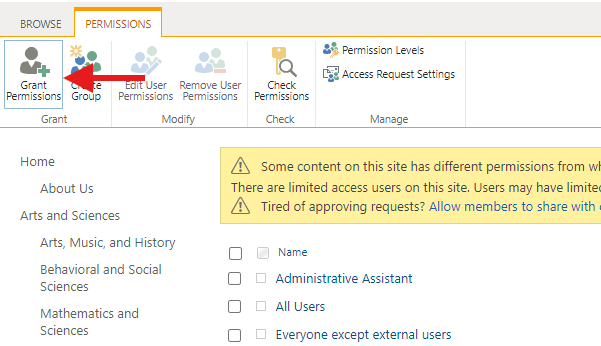 BROWSE
PERMISSIONS
Grant
Permissions
Create
Group
Edit User
Permissions
Remove User
Permissions
Check
Permissions
Permission Levels
Access Request Settings
Grant
Modify
Check
Manage
Home
About Us
Arts and Sciences
Arts, Music, and History
Behavioral and Social
Sciences
Mathematics and
Sciences
Some content on this site has different permissions from
There are limited access users on this site. Users may have
Tired of approving requests? Allow members to share with
Name
Administrative Assistant
All Users
Everyone except external users